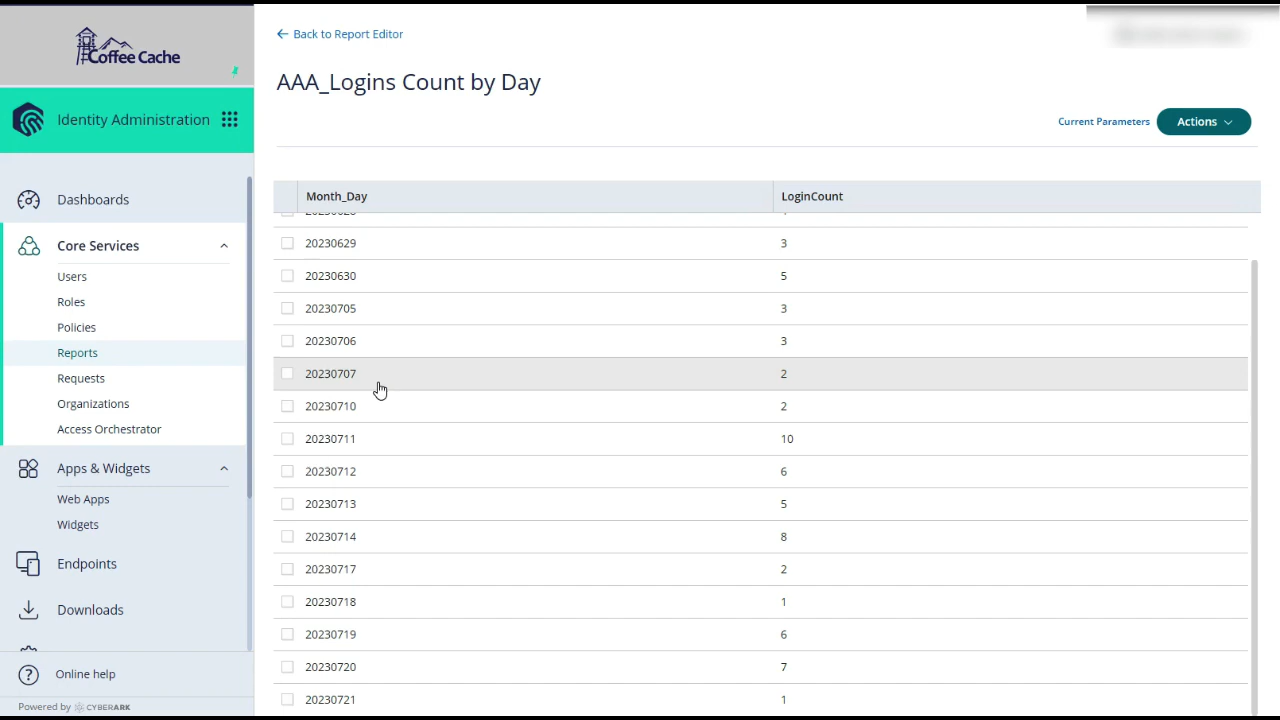 Coffee Cache
Identity Administration
Dashboards
Core Services
Users
Roles
Policies
Reports
Requests
Organizations
Access Orchestrator
Apps & Widgets
Web Apps
Widgets
Endpoints
Downloads
Online help
Powered by CYBERARK
Back to Report Editor
AAA_Logins Count by Day
Current Parameters Actions
Month_Day LoginCount
20230629 3
20230630 5
20230705 3
20230706 3
20230707 2
20230710 2
20230711 10
20230712 6
20230713 5
20230714 8
20230717 2
20230718 1
20230719 6
20230720 7
20230721 1